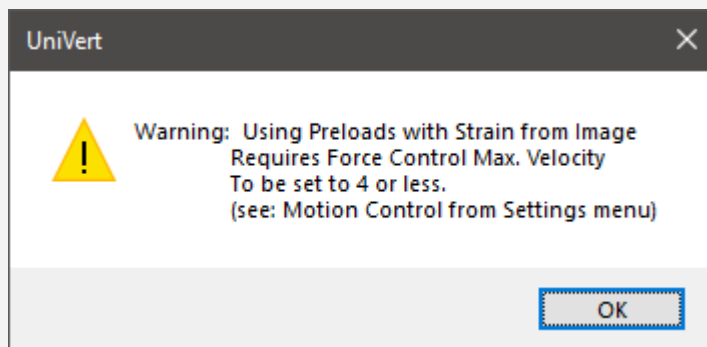 UniVert
Warning: Using Preloads with Strain from Image
Requires Force Control Max. Velocity
To be set to 4 or less.
(see: Motion Control from Settings menu)
OK